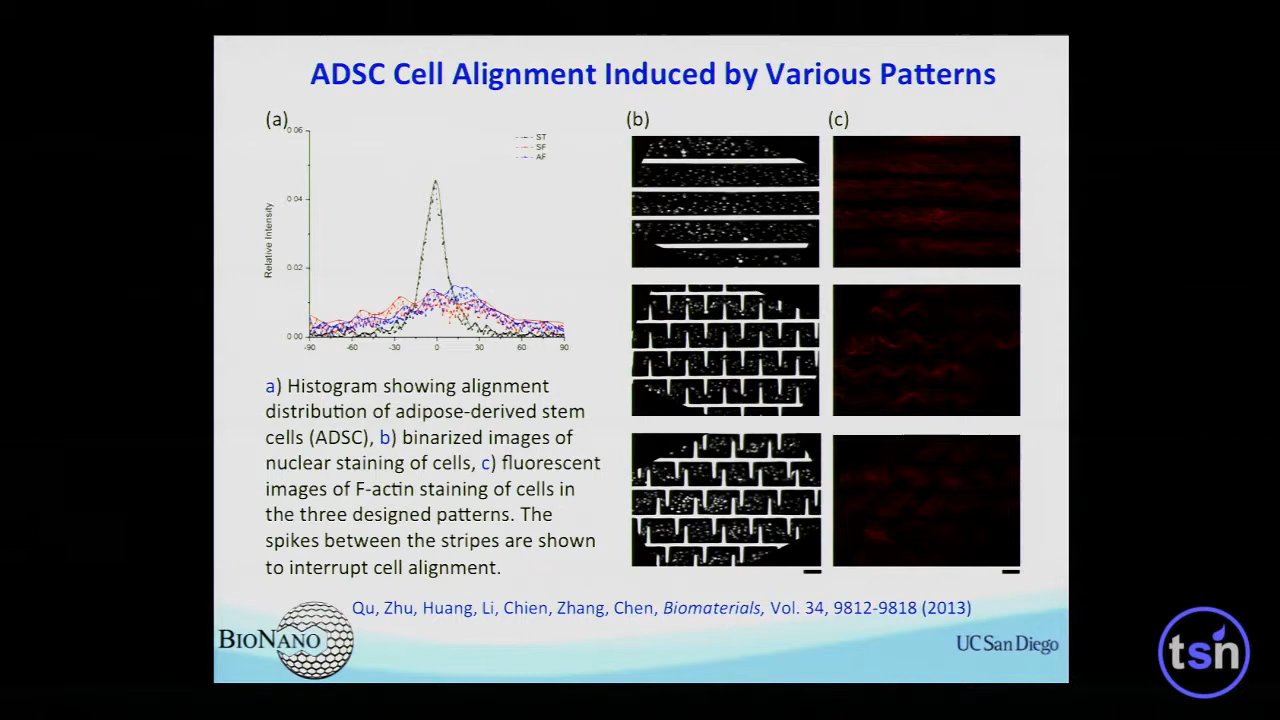 ADSC Cell Alignment Induced by Various Patterns
(a)
0.06
0.04
0.02
0.00
Relative Intensity
-90
-60
-30
0
30
60
90
ST
SF
AF
(b)
(c)
a) Histogram showing alignment
distribution of adipose-derived stem
cells (ADSC), b) binarized images of
nuclear staining of cells, c) fluorescent
images of F-actin staining of cells in
the three designed patterns. The
spikes between the stripes are shown
to interrupt cell alignment.
Qu, Zhu, Huang, Li, Chien, Zhang, Chen, Biomaterials, Vol. 34, 9812-9818 (2013)
BIONANO
UC San Diego
tsn